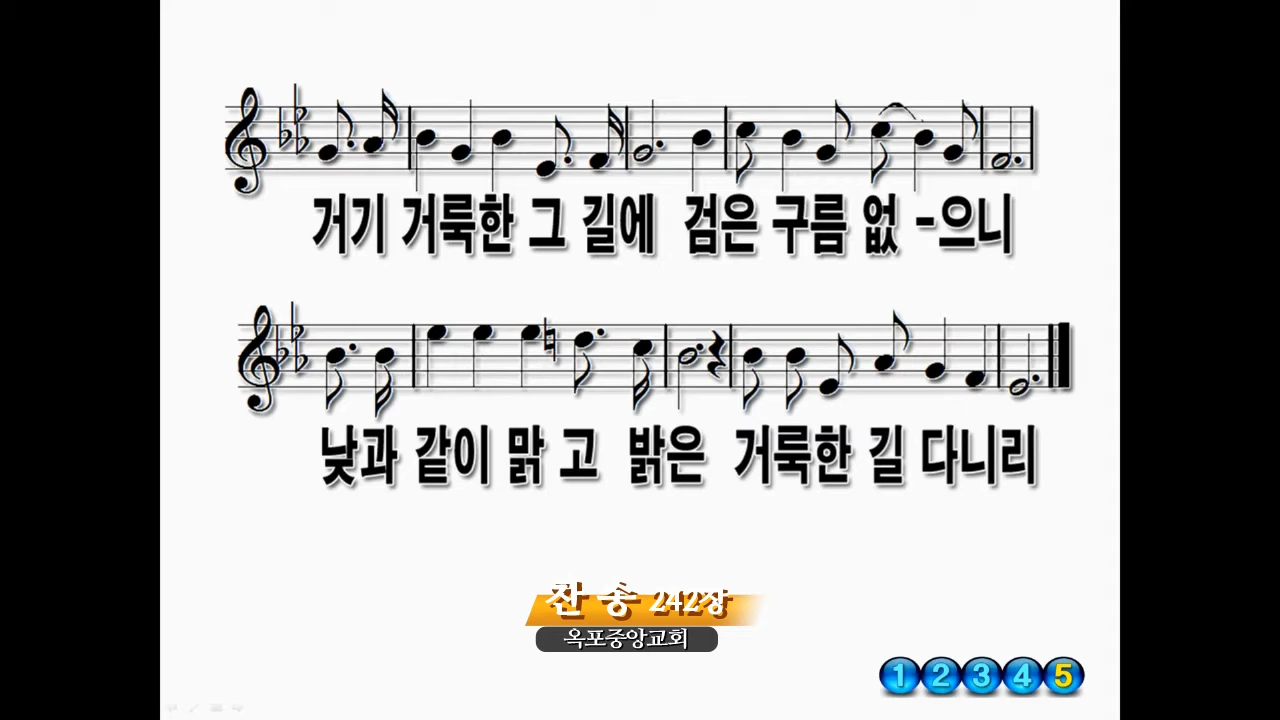 거기 거룩한 그 길에 검은 구름 없 -으니
낮과 같이 맑 고 밝은 거룩한 길 다니리
찬 송 242장
옥포중앙교회
1 2 3 4 5